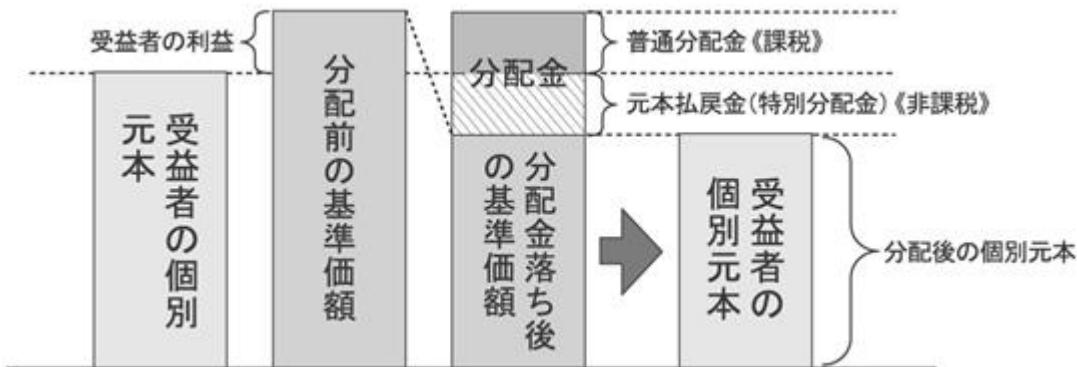 受益者の利益
受益者の個別
元本
分配前の基準価額
分配金
分配金落ち後
の基準価額
普通分配金《課税》
元本払戻金(特別分配金)《非課税》
受益者の
個別元本
分配後の個別元本